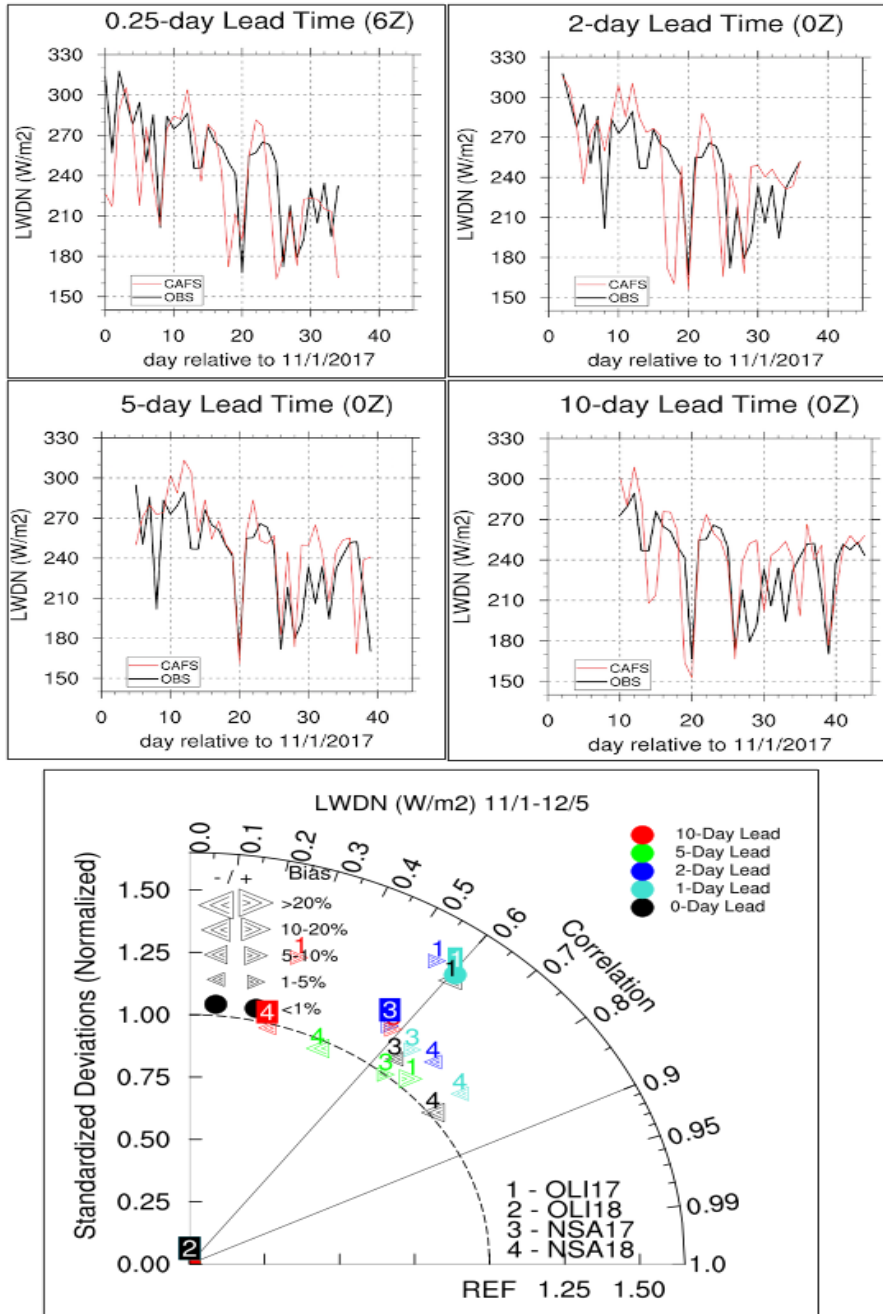 0.25-day Lead Time (6Z)
330
300
270
240
210
180
150
LWDN (W/m2)
CAFS
OBS
0 10 20 30 40
day relative to 11/1/2017
2-day Lead Time (0Z)
330
300
270
240
210
180
150
LWDN (W/m2)
CAFS
OBS
0 10 20 30 40
day relative to 11/1/2017
5-day Lead Time (0Z)
330
300
270
240
210
180
150
LWDN (W/m2)
CAFS
OBS
0 10 20 30 40
day relative to 11/1/2017
10-day Lead Time (0Z)
330
300
270
240
210
180
150
LWDN (W/m2)
CAFS
OBS
0 10 20 30 40
day relative to 11/1/2017
LWDN (W/m2) 11/1-12/5
0.0 0.1 0.2 0.3 0.4 0.5 0.6 0.7 0.8 0.9 0.95 0.99 1.0
Correlation
10-Day Lead
5-Day Lead
2-Day Lead
1-Day Lead
0-Day Lead
- / + Bias
>20%
10-20%
5-10%
1-5%
<1%
Standardized Deviations (Normalized)
1.50
1.25
1.00
0.75
0.50
0.25
0.00
1
1
1
1
4
3
4
3
3
3
1
4
4
4
2
1 - OLI17
2 - OLI18
3 - NSA17
4 - NSA18
REF 1.25 1.50